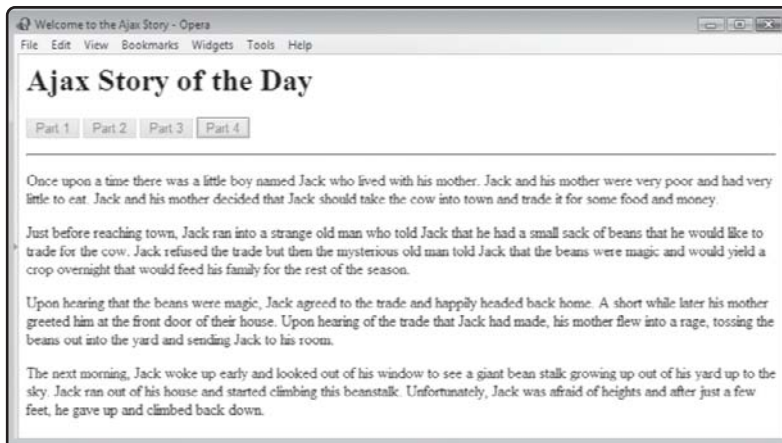 Welcome to the Ajax Story - Opera
File Edit View Bookmarks Widgets Tools Help
Ajax Story of the Day
Part 1 Part 2 Part 3 Part 4
Once upon a time there was a little boy named Jack who lived with his mother. Jack and his mother were very poor and had very
little to eat. Jack and his mother decided that Jack should take the cow into town and trade it for some food and money.
Just before reaching town, Jack ran into a strange old man who told Jack that he had a small sack of beans that he would like to
trade for the cow. Jack refused the trade but then the mysterious old man told Jack that the beans were magic and would yield a
crop overnight that would feed his family for the rest of the season.
Upon hearing that the beans were magic, Jack agreed to the trade and happily headed back home. A short while later his mother
greeted him at the front door of their house. Upon hearing of the trade that Jack had made, his mother flew into a rage, tossing the
beans out into the yard and sending Jack to his room.
The next morning, Jack woke up early and looked out of his window to see a giant bean stalk growing up out of his yard up to the
sky. Jack ran out of his house and started climbing this beanstalk. Unfortunately, Jack was afraid of heights and after just a few
feet, he gave up and climbed back down.